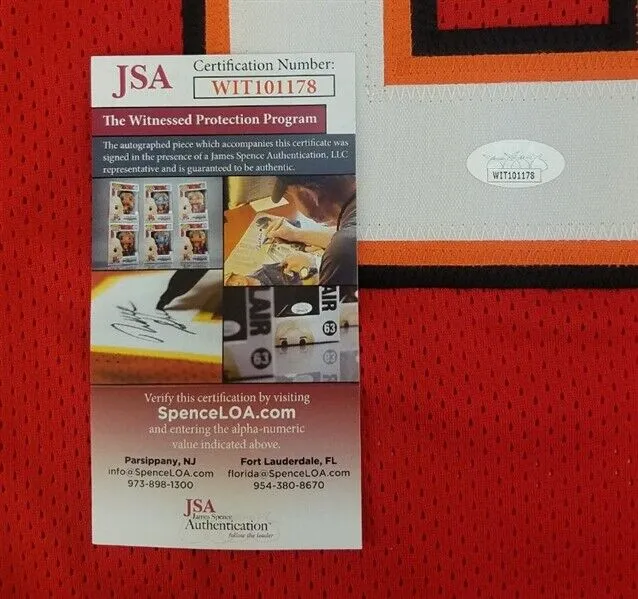 JSA
Certification Number:
WIT101178
The Witnessed Protection Program
The autographed piece which accompanies this certificate was
signed in the presence of a James Spence Authentication, LLC
representative and is guaranteed to be authentic.
LAIR
63
AIR
63
Verify this certification by visiting
SpenceLOA.com
and entering the alpha-numeric
value indicated above.
Parsippany, NJ
info@SpenceLOA.com
973-898-1300
Fort Lauderdale, FL
florida@SpenceLOA.com
954-380-8670
JSA
James Spence
Authentication
follow the leader
WIT101178